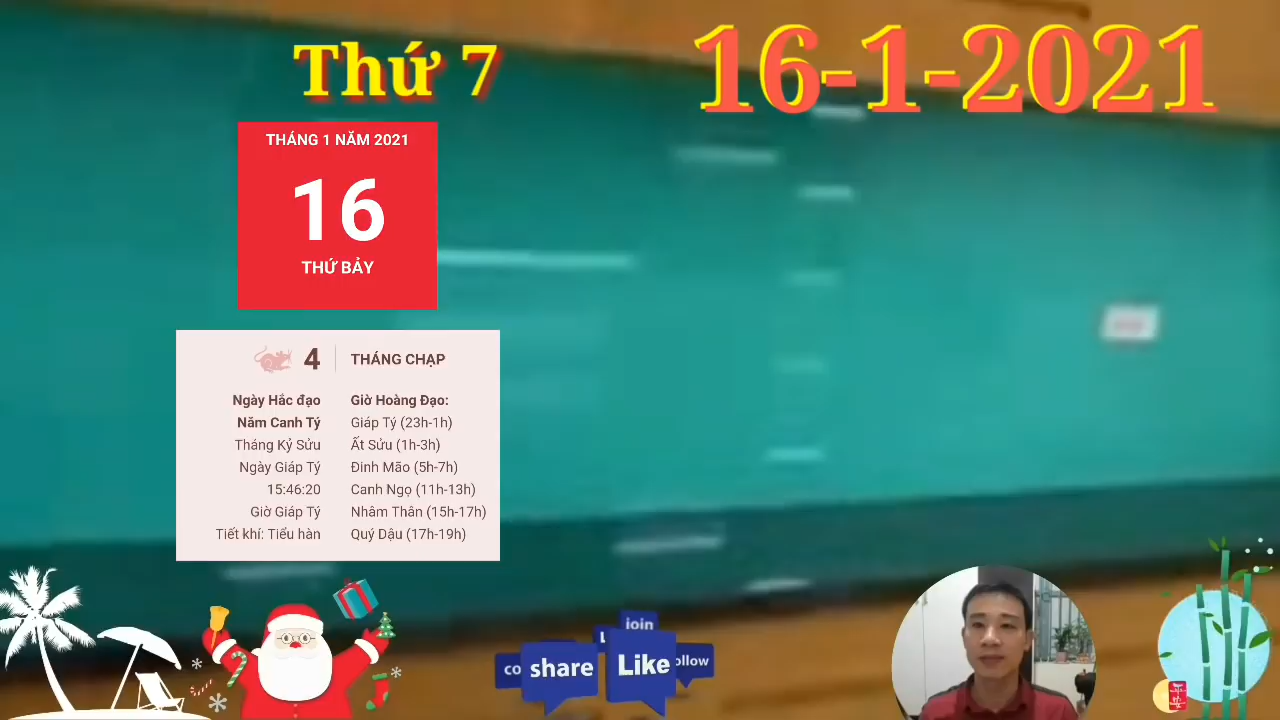 Thứ 7
16-1-2021
THÁNG 1 NĂM 2021
16
THỨ BẢY
4
THÁNG CHẠP
Ngày Hắc đạo
Năm Canh Tý
Tháng Kỷ Sửu
Ngày Giáp Tý
15:46:20
Giờ Giáp Tý
Tiết khí: Tiểu hàn
Giờ Hoàng Đạo:
Giáp Tý (23h-1h)
Ất Sửu (1h-3h)
Đinh Mão (5h-7h)
Canh Ngọ (11h-13h)
Nhâm Thân (15h-17h)
Quý Dậu (17h-19h)
join
co
share
L
Like
ollow